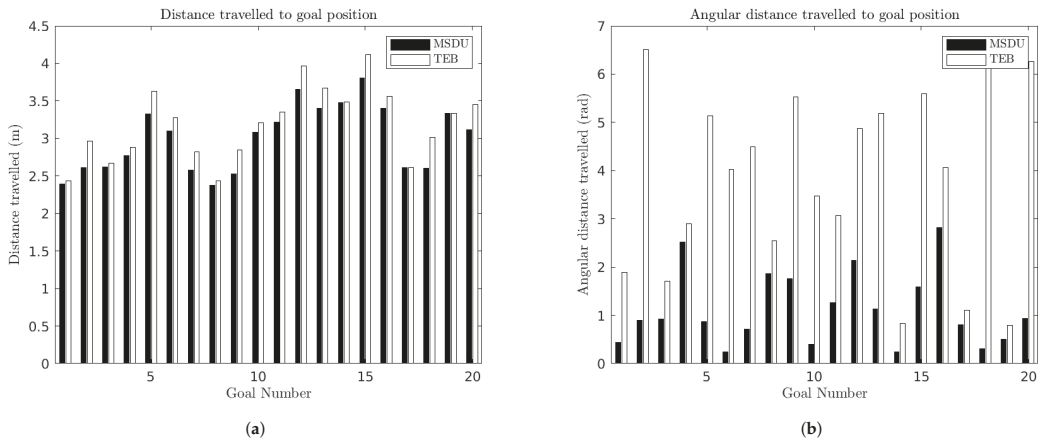 Distance travelled to goal position
4.5
4
3.5
3
2.5
2
1.5
1
0.5
0
Distance travelled (m)
MSDU
TEB
5
10
15
20
Goal Number
(a)
Angular distance travelled to goal position
7
6
5
4
3
2
1
0
Angular distance travelled (rad)
MSDU
TEB
5
10
15
20
Goal Number
(b)